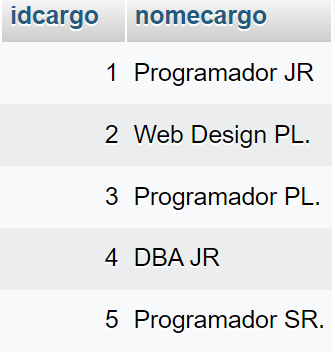 idcargo nomecargo
1 Programador JR
2 Web Design PL.
3 Programador PL.
4 DBA JR
5 Programador SR.